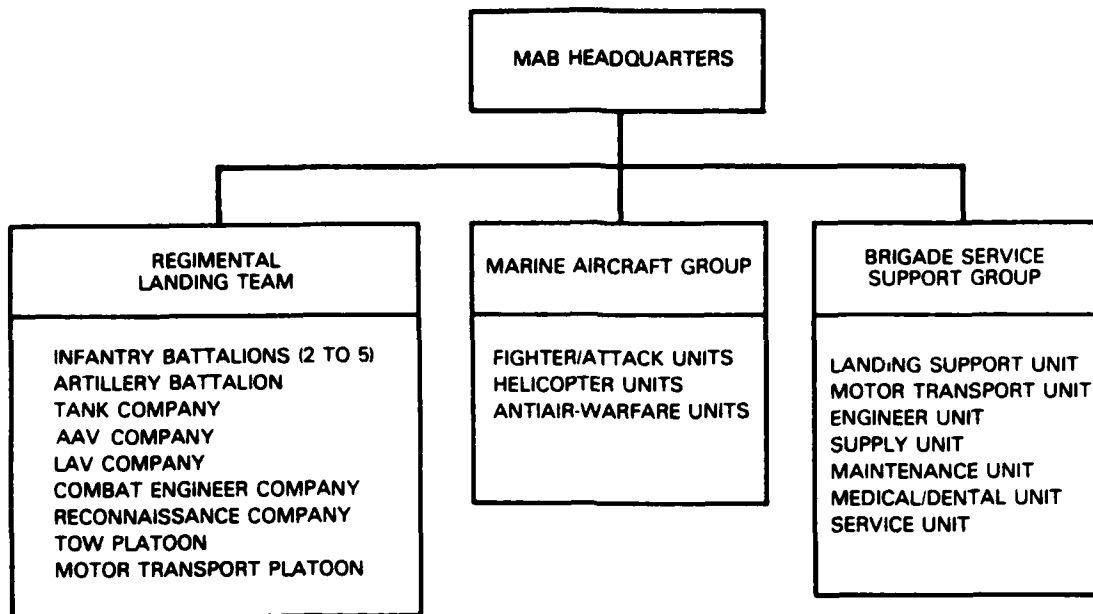 MAB HEADQUARTERS
REGIMENTAL
LANDING TEAM
INFANTRY BATTALIONS (2 TO 5)
ARTILLERY BATTALION
TANK COMPANY
AAV COMPANY
LAV COMPANY
COMBAT ENGINEER COMPANY
RECONNAISSANCE COMPANY
TOW PLATOON
MOTOR TRANSPORT PLATOON
MARINE AIRCRAFT GROUP
FIGHTER/ATTACK UNITS
HELICOPTER UNITS
ANTIAIR-WARFARE UNITS
BRIGADE SERVICE
SUPPORT GROUP
LANDING SUPPORT UNIT
MOTOR TRANSPORT UNIT
ENGINEER UNIT
SUPPLY UNIT
MAINTENANCE UNIT
MEDICAL/DENTAL UNIT
SERVICE UNIT